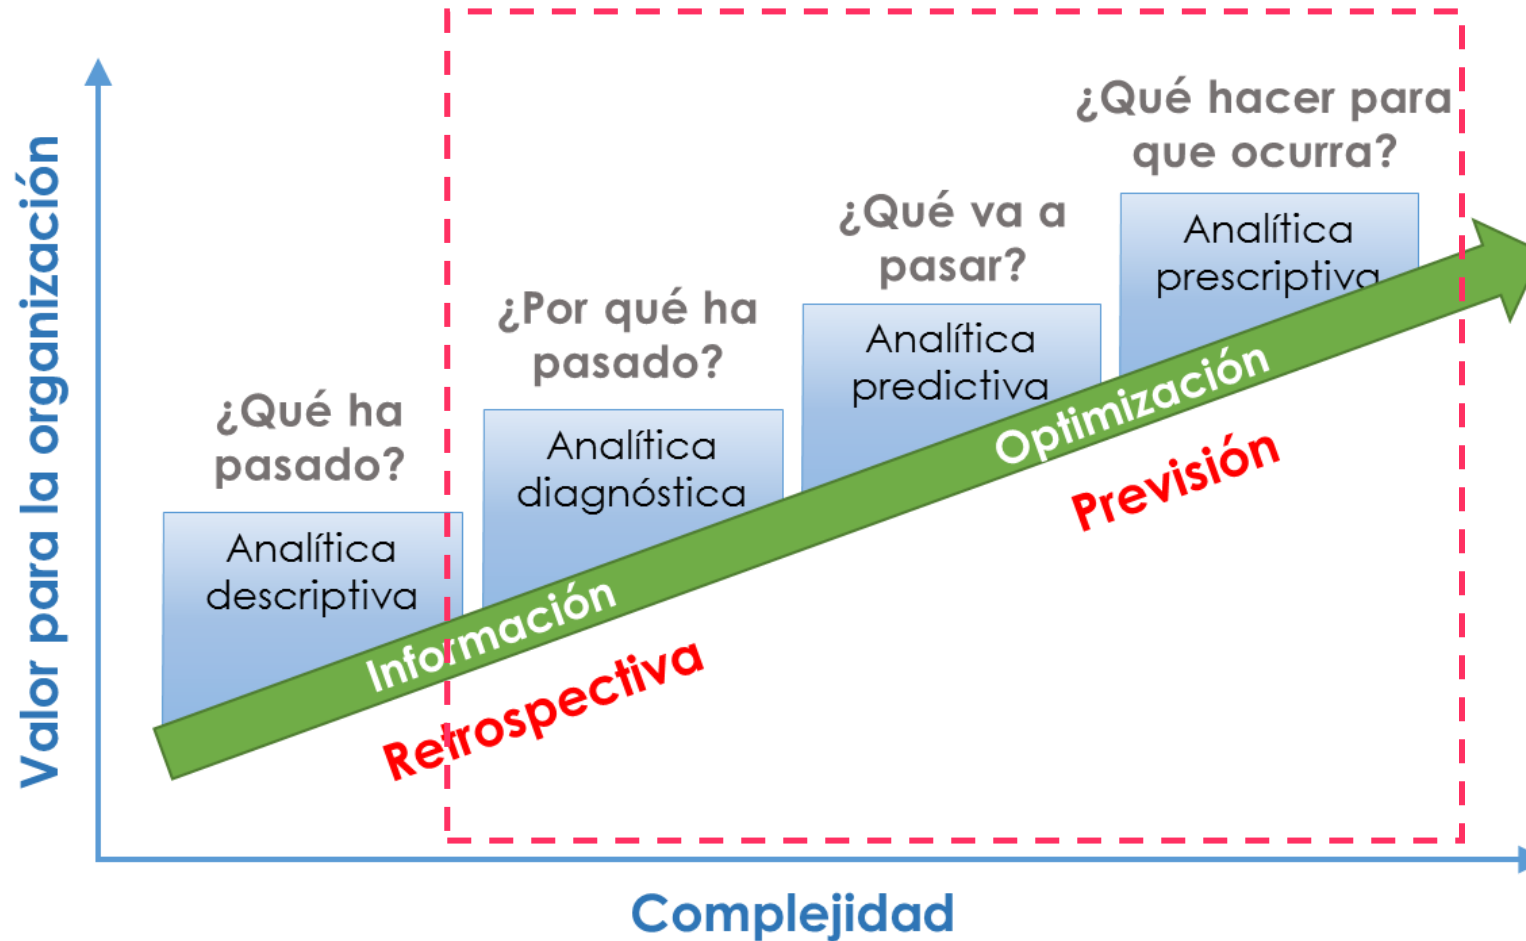 Valor para la organización
¿Qué ha
pasado?
Analítica
descriptiva
¿Por qué ha
pasado?
Analítica
diagnóstica
¿Qué va a
pasar?
Analítica
predictiva
¿Qué hacer para
que ocurra?
Analítica
prescriptiva
Información
Optimización
Retrospectiva
Previsión
Complejidad